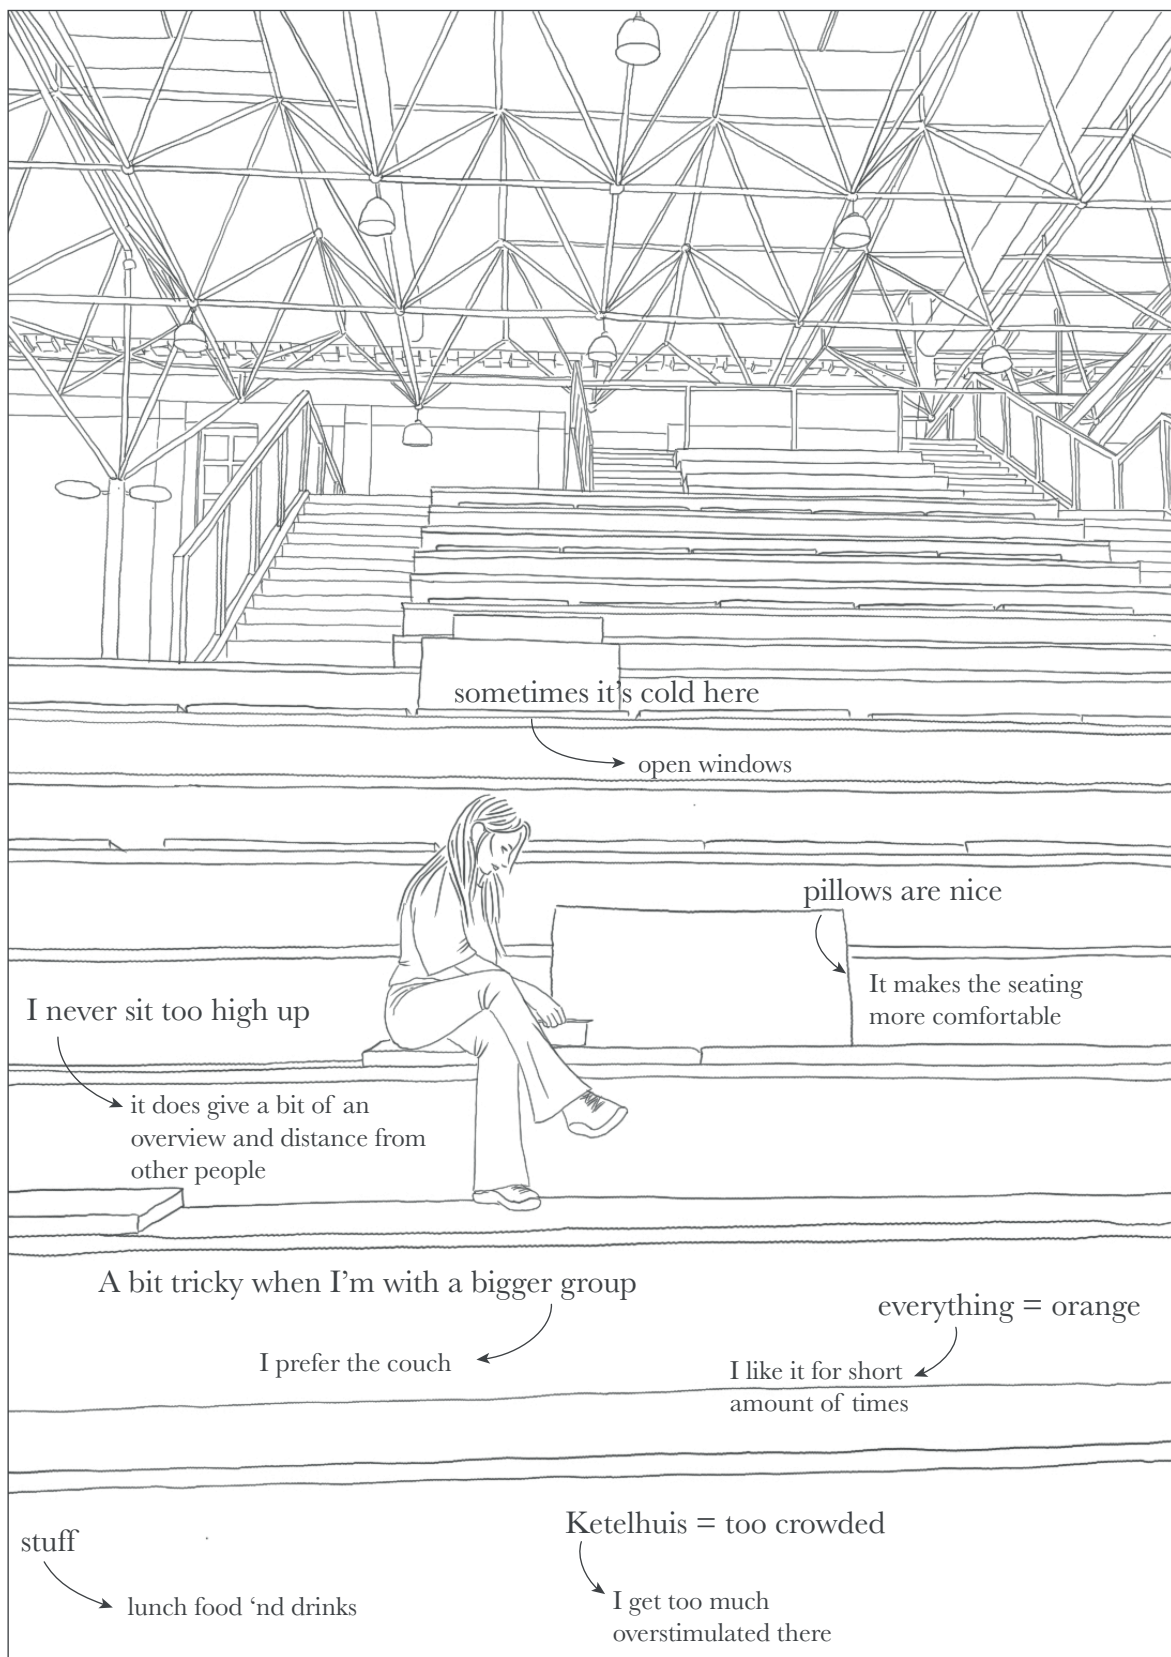 sometimes it's cold here
open windows
pillows are nice
It makes the seating
more comfortable
I never sit too high up
it does give a bit of an
overview and distance from
other people
A bit tricky when I'm with a bigger group
I prefer the couch
everything = orange
I like it for short
amount of times
stuff
lunch food ‘nd drinks
Ketelhuis = too crowded
I get too much
overstimulated there